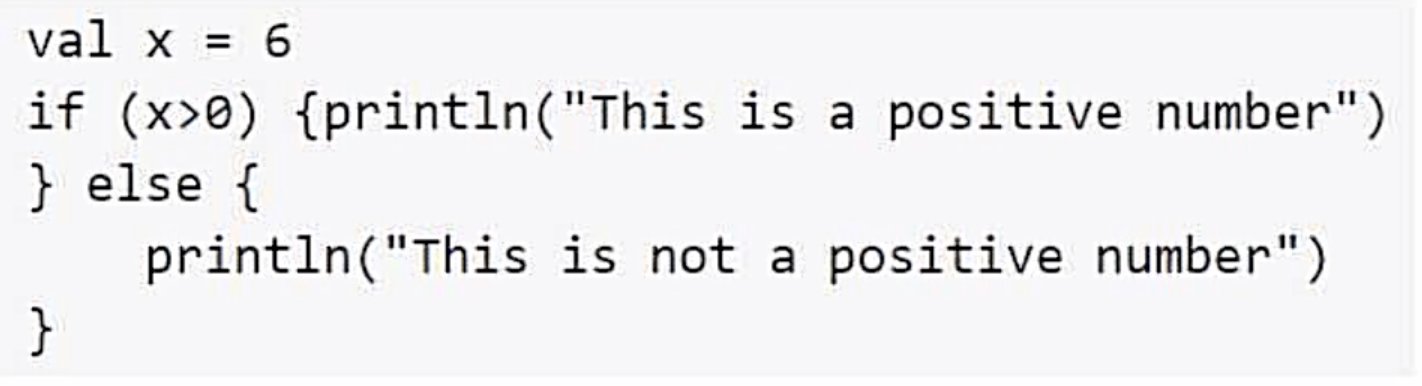 val x = 6
if (x>0) {println("This is a positive number")
} else {
    println("This is not a positive number")
}